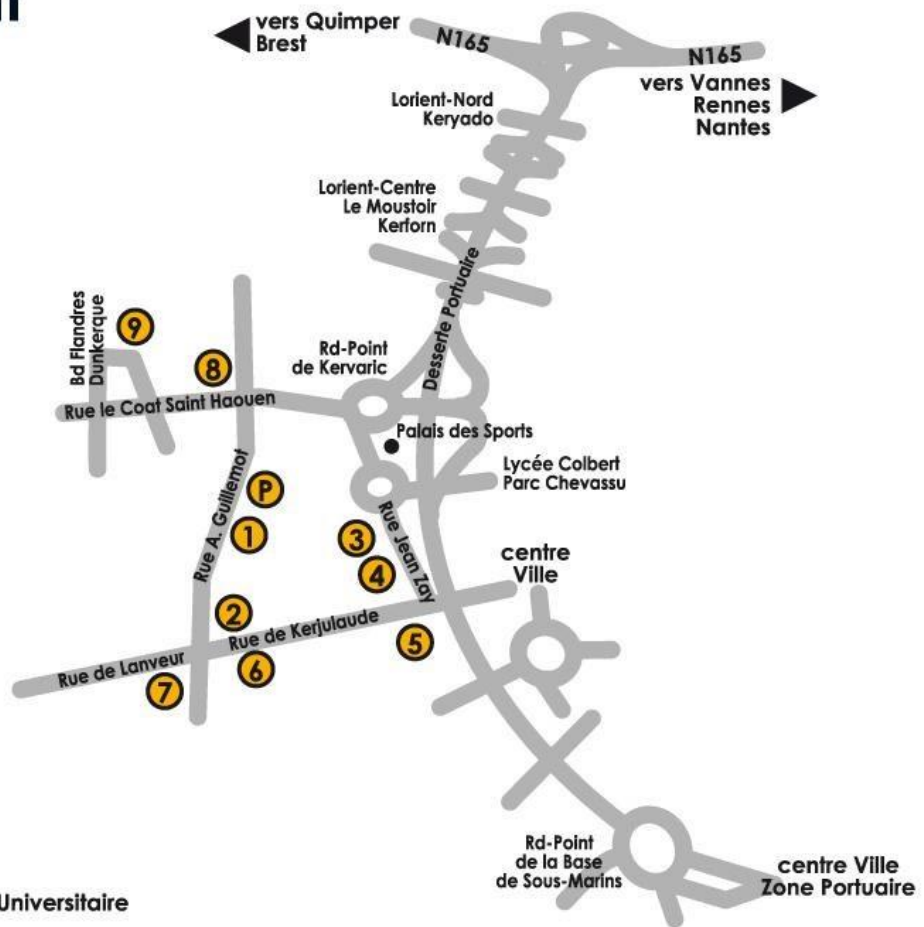 vers Quimper
Brest
N165
N165
vers Vannes
Rennes
Nantes
Lorient-Nord
Keryado
Lorient-Centre
Le Moustoir
Kerforn
Desserte Portuaire
Bd Flandres
Dunkerque
9
8
Rd-Point
de Kervaric
Rue le Coat Saint Haouen
Palais des Sports
Lycée Colbert
Parc Chevassu
Rue A. Guillemot
P
1
3
4
Rue Jean Zay
centre
Ville
2
Rue de Kerjulaude
5
Rue de Lanveur
6
7
Rd-Point
de la Base
de Sous-Marins
centre Ville
Zone Portuaire
Universitaire